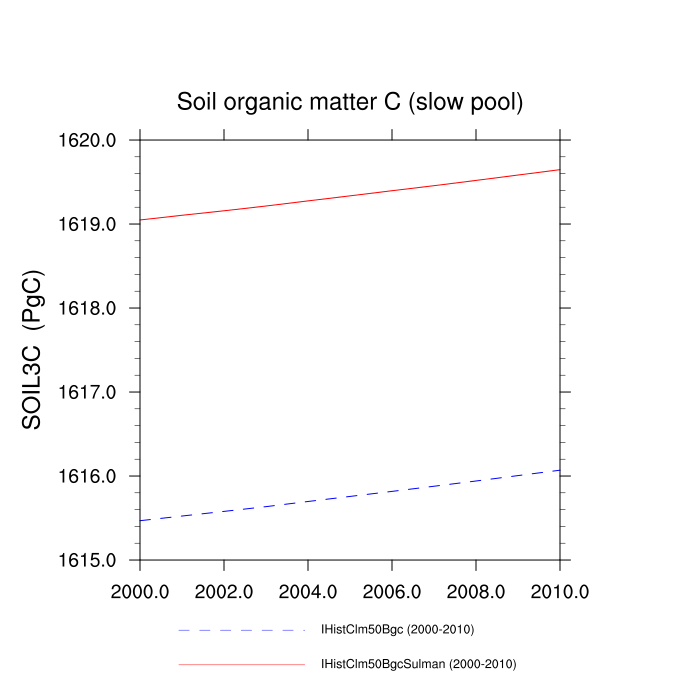 Soil organic matter C (slow pool)
1620.0
1619.0
1618.0
1617.0
1616.0
1615.0
SOIL3C (PgC)
2000.0 2002.0 2004.0 2006.0 2008.0 2010.0
IHistClm50Bgc (2000-2010)
IHistClm50BgcSulman (2000-2010)